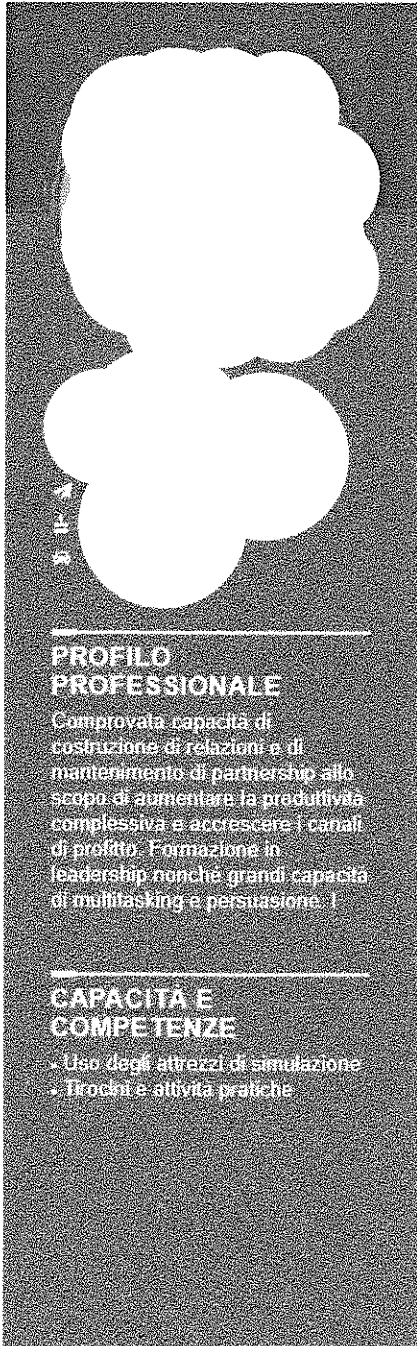 PROFILO
PROFESSIONALE
Comprovata capacità di
costruzione di relazioni e di
mantenimento di partnership allo
scopo di aumentare la produttività
complessiva e accrescere i canali
di profitto. Formazione in
leadership nonché grandi capacità
di multitasking e persuasione. I
CAPACITÀ E
COMPETENZE
• Uso degli attrezzi di simulazione
• Tirocini e attività pratiche